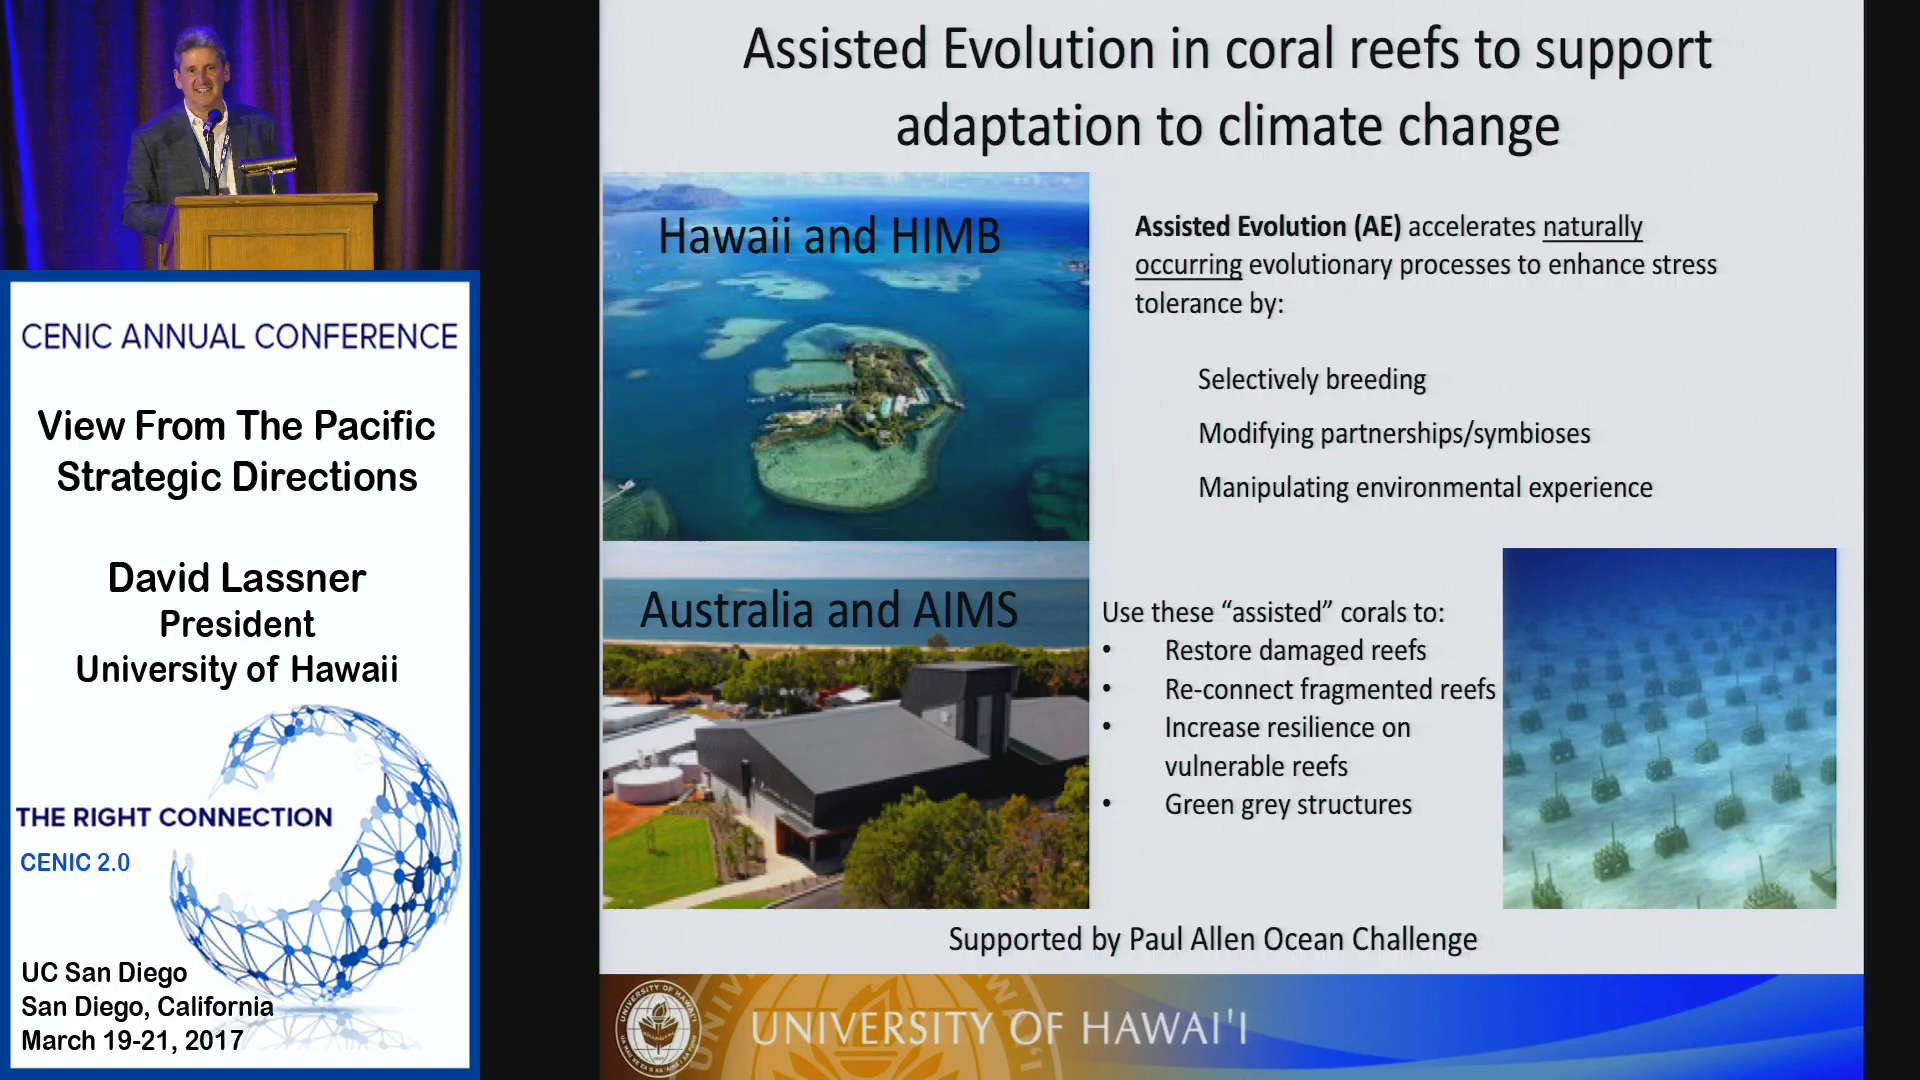 CENIC ANNUAL CONFERENCE
View From The Pacific
Strategic Directions
David Lassner
President
University of Hawaii
THE RIGHT CONNECTION
CENIC 2.0
UC San Diego
San Diego, California
March 19-21, 2017
Assisted Evolution in coral reefs to support
adaptation to climate change
Hawaii and HIMB
Australia and AIMS
Assisted Evolution (AE) accelerates naturally
occurring evolutionary processes to enhance stress
tolerance by:
Selectively breeding
Modifying partnerships/symbioses
Manipulating environmental experience
Use these “assisted” corals to:
• Restore damaged reefs
• Re-connect fragmented reefs
• Increase resilience on
vulnerable reefs
• Green grey structures
Supported by Paul Allen Ocean Challenge
UNIVERSITY OF HAWAI'I